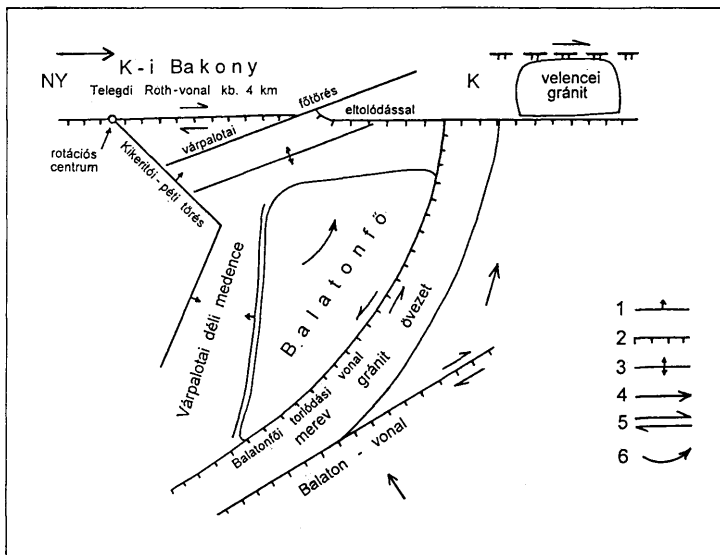 NY
K-i Bakony
Telegdi Roth-vonal kb. 4 km
K
velencei
gránit
főtörés
eltolódással
várpalotai
rotációs
centrum
Kikeritói-péti törés
Várpalotai déli medence
Balatonfő
Balatonfői torlódási vonal
merev gránit övezet
Balaton - vonal
1
2
3
4
5
6